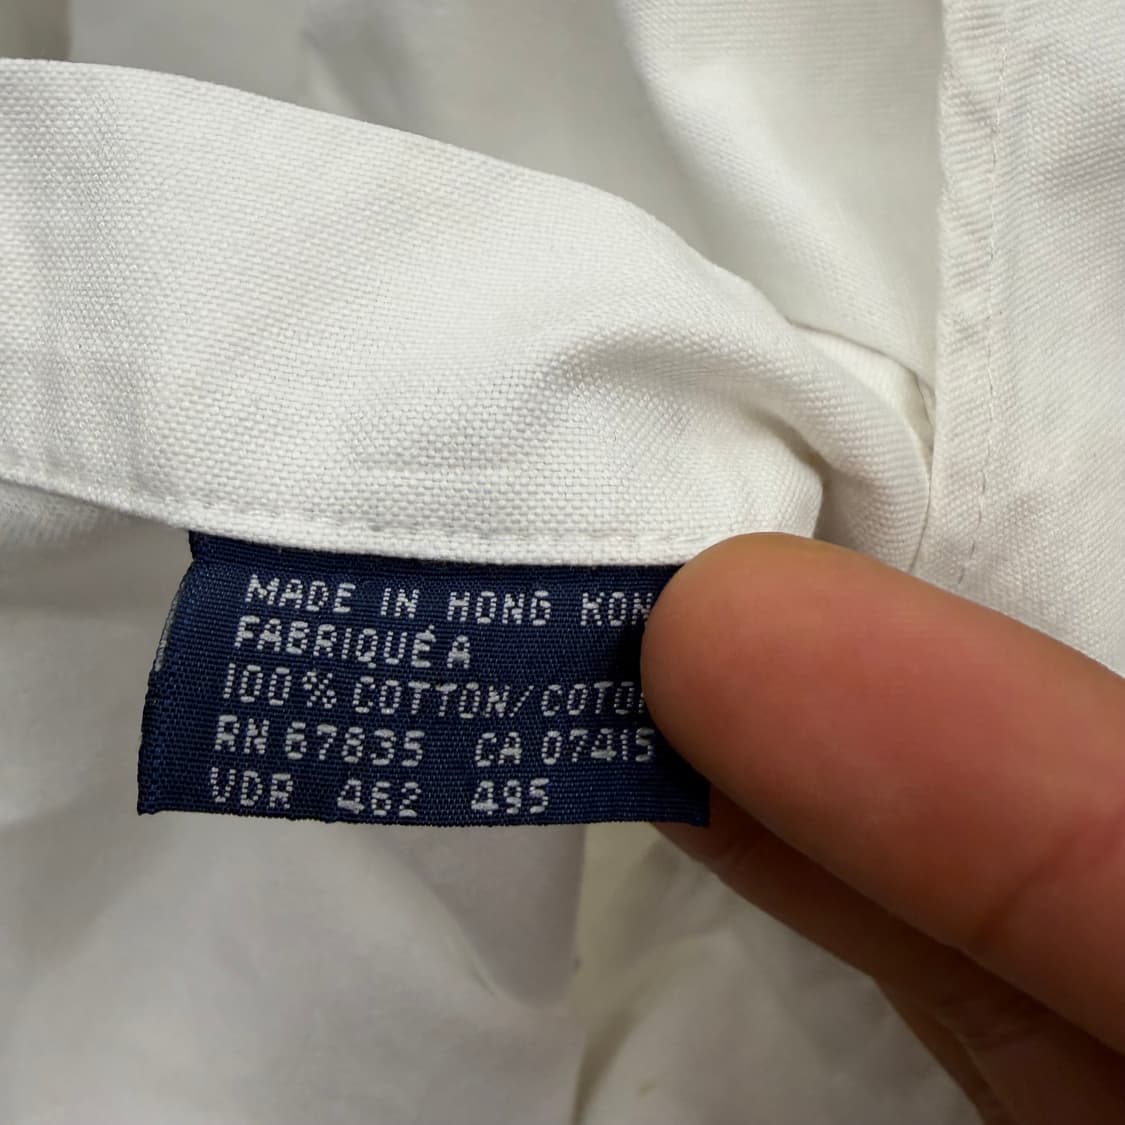 MADE IN HONG KON
FABRIQUÉ A
100% COTTON/COTO
RN 67835 CA 07415
VDR 462 495